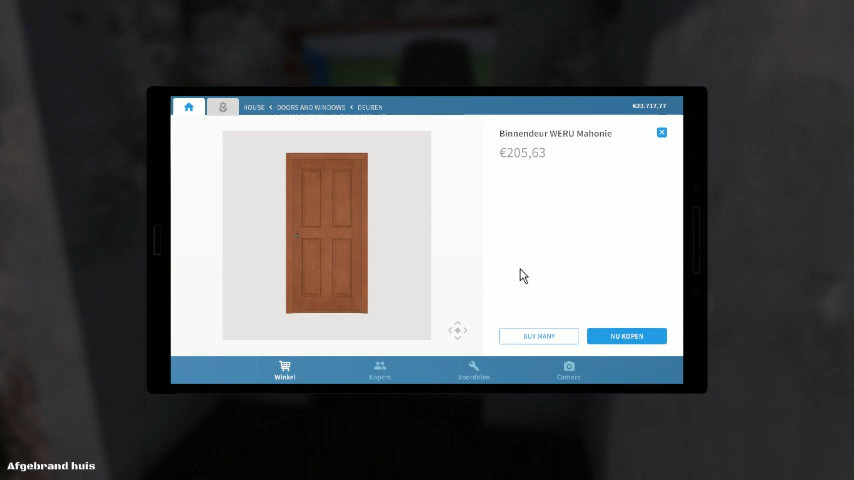 HOUSE < DOORS AND WINDOWS < DEUREN
€23.717,77
Binnendeur WERU Mahonie
€205,63
BUY MANY
NU KOPEN
Winkel
Kopers
Voordelen
Camera
Afgebrand huis